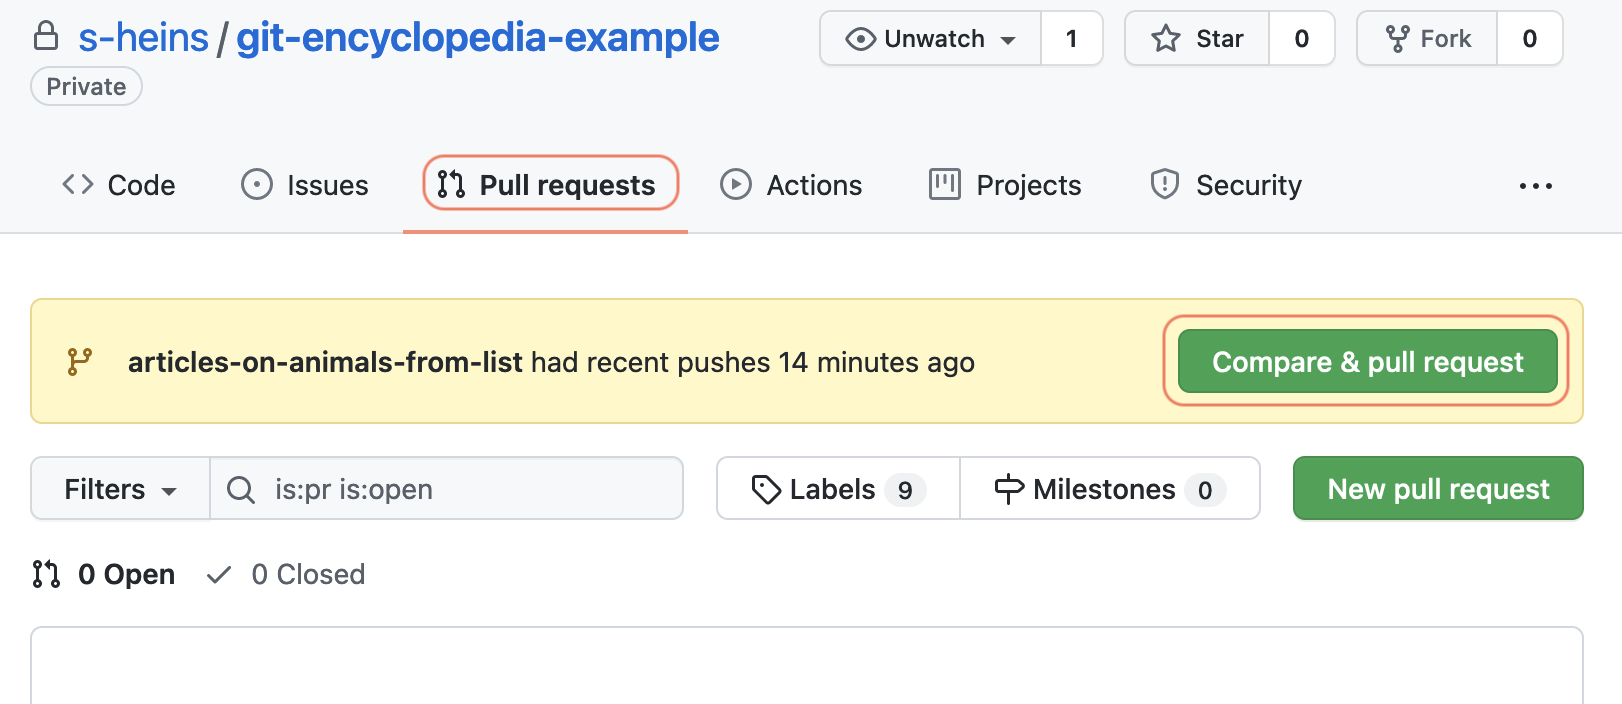 s-heins / git-encyclopedia-example
Unwatch 1
Star 0
Fork 0
Private
Code
Issues
Pull requests
Actions
Projects
Security
articles-on-animals-from-list had recent pushes 14 minutes ago
Compare & pull request
Filters
is:pr is:open
Labels 9
Milestones 0
New pull request
0 Open
0 Closed